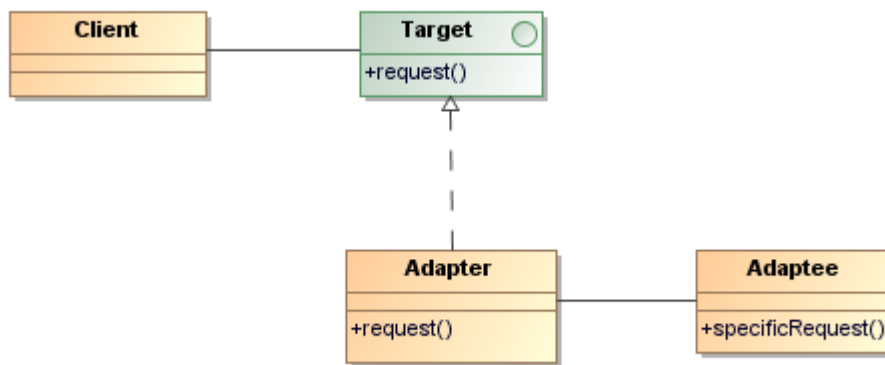 Client
Target
+request()
Adapter
+request()
Adaptee
+specificRequest()